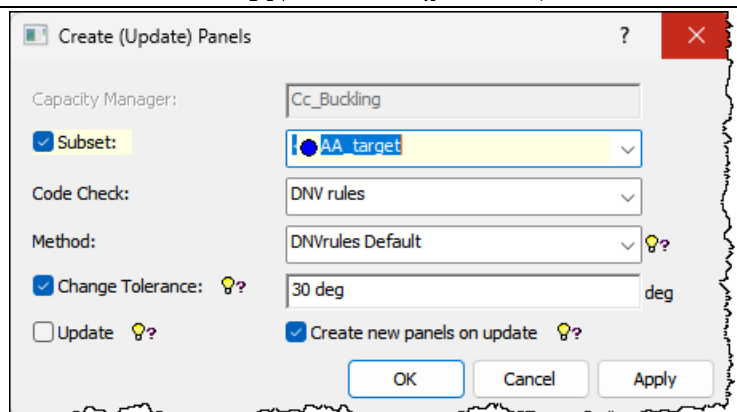 Create (Update) Panels ?
Capacity Manager: Cc_Buckling
Subset: AA_target
Code Check: DNV rules
Method: DNVrules Default ?
Change Tolerance: ? 30 deg deg
Update ? Create new panels on update ?
OK Cancel Apply